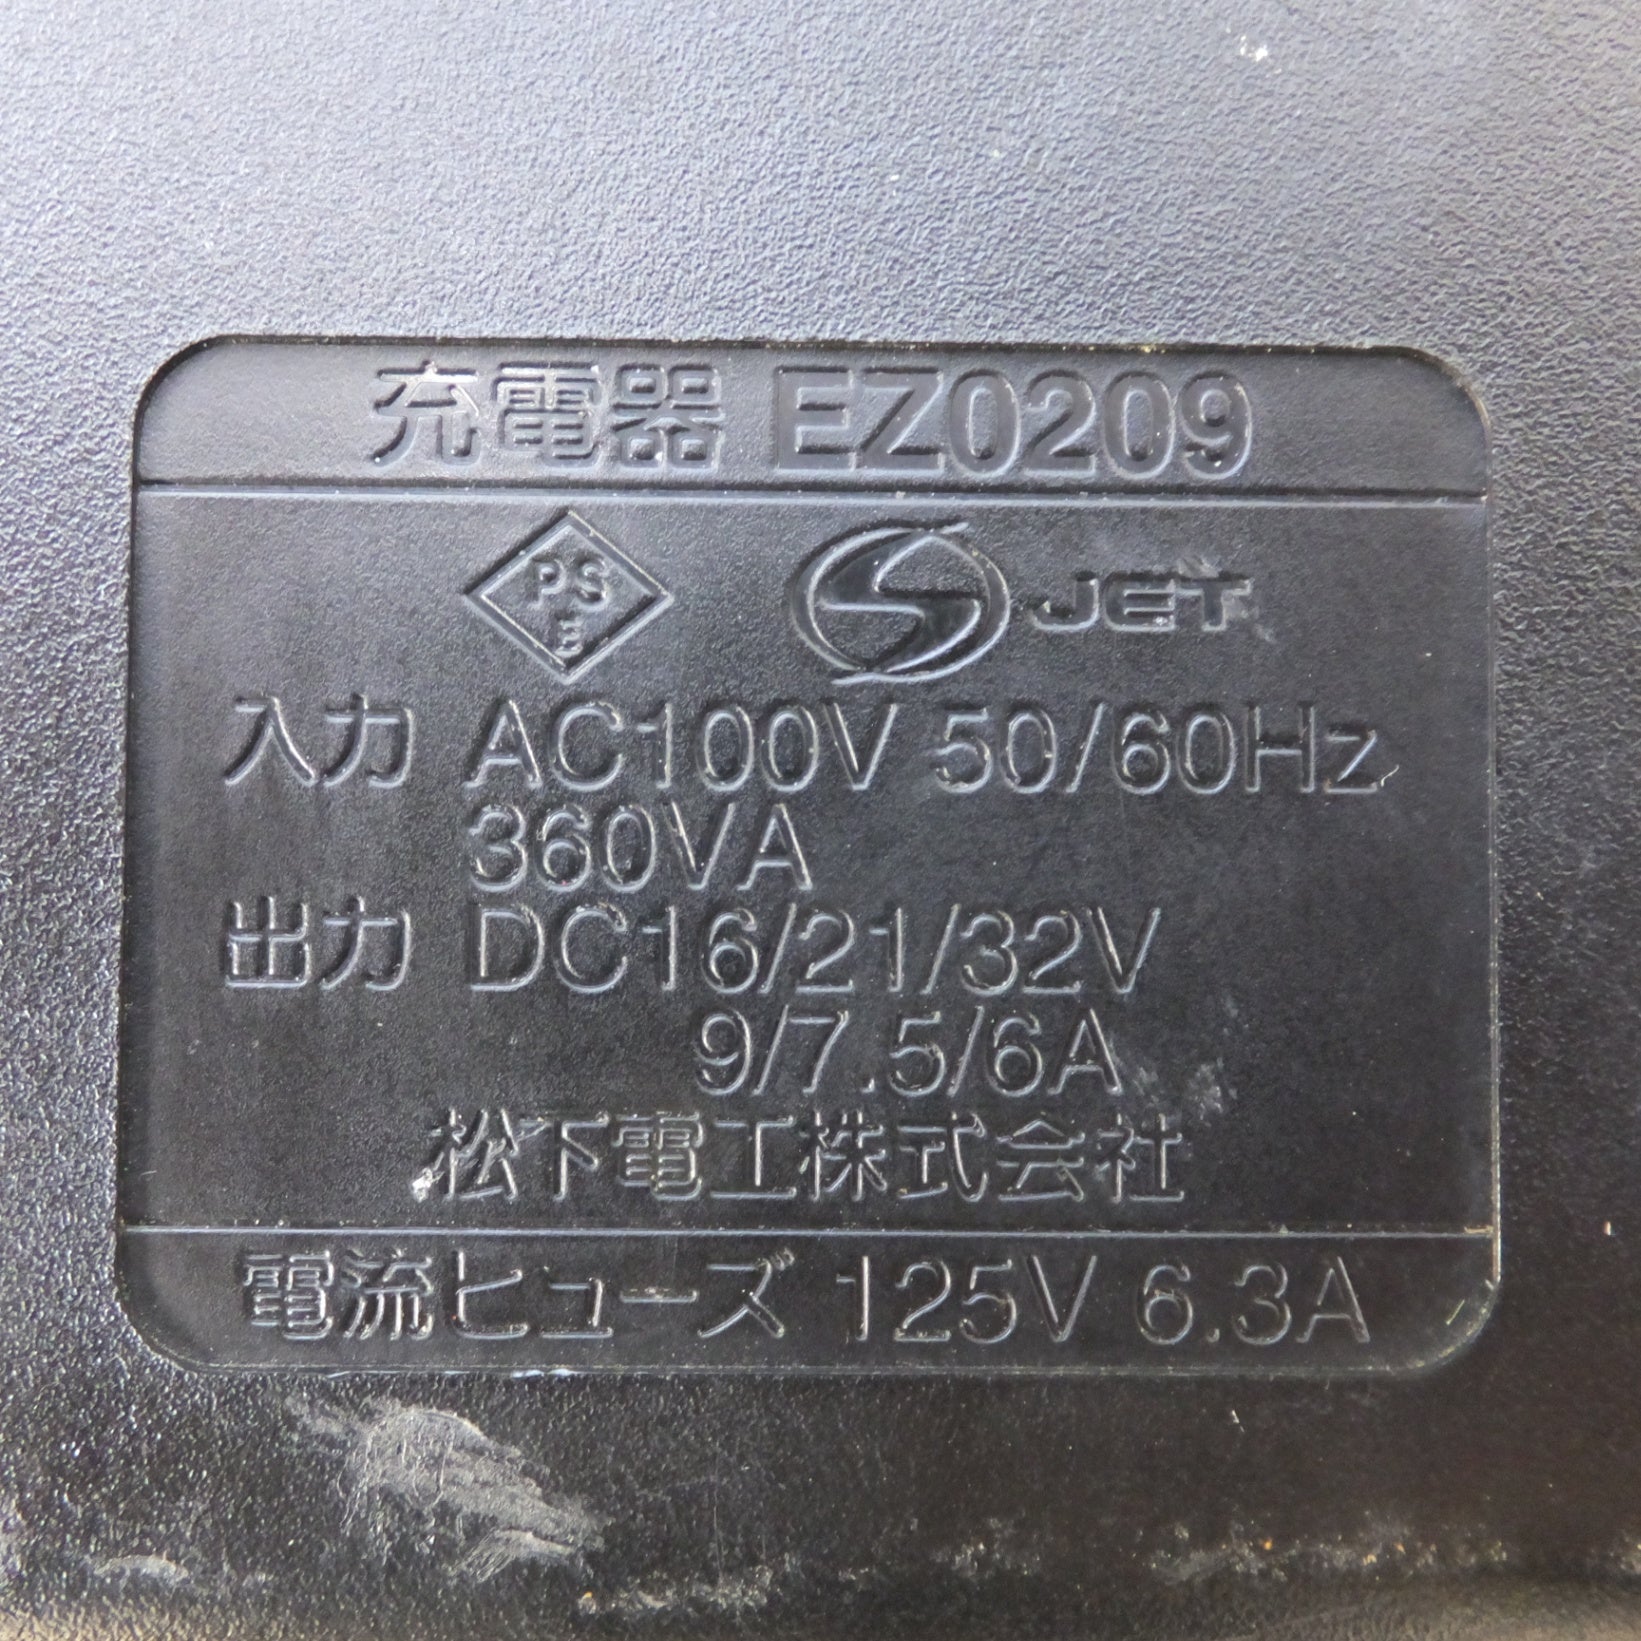 充電器 EZ0209
PS
E
JET
入力 AC100V 50/60Hz
360VA
出力 DC16/21/32V
9/7.5/6A
松下電工株式会社
電流ヒューズ 125V 6.3A